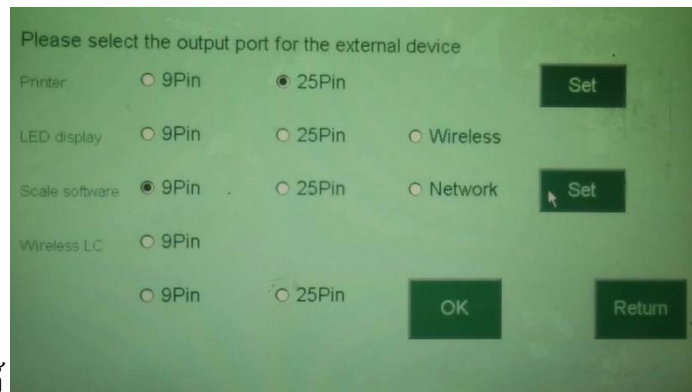 Please select the output port for the external device
Printer 9Pin 25Pin Set
LED display 9Pin 25Pin Wireless
Scale software 9Pin 25Pin Network Set
Wireless LC 9Pin
9Pin 25Pin OK Return